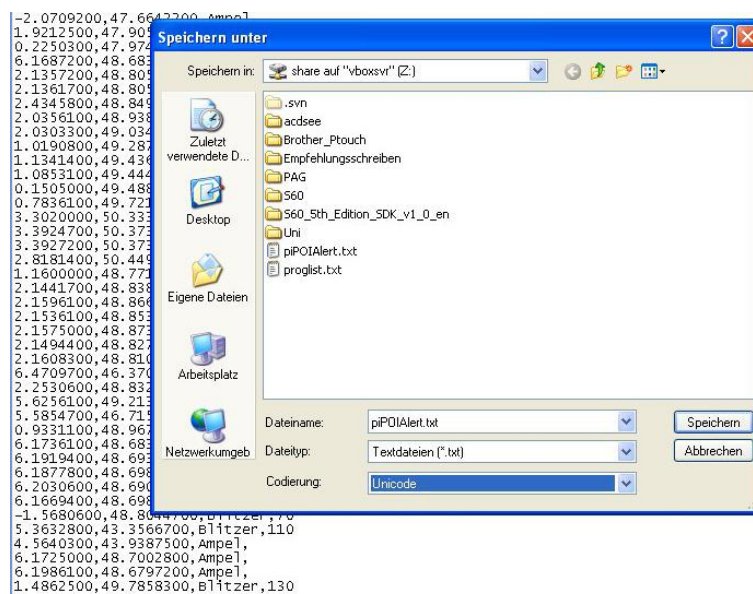 -2.0709200,47.6642200,Ampel
1.9212500,47.905
0.2250300,47.974
6.1687200,48.683
2.1357200,48.805
2.1361700,48.805
2.4345800,48.849
2.0356100,48.938
2.0303300,49.034
1.0190800,49.287
1.1341400,49.436
1.0853100,49.444
0.1505000,49.488
0.7836100,49.721
3.3020000,50.333
3.3924700,50.373
3.3927200,50.373
2.8181400,50.449
1.1600000,48.771
2.1441700,48.838
2.1596100,48.866
2.1536100,48.853
2.1575000,48.873
2.1494400,48.827
2.1608300,48.810
6.4709700,46.370
2.2530600,48.832
5.6256100,49.213
5.5854700,46.715
0.9331100,48.967
6.1736100,48.683
6.1919400,48.693
6.1877800,48.698
6.2030600,48.690
6.1669400,48.698
-1.5680600,48.8044700,Blitzer,70
5.3632800,43.3566700,Blitzer,110
4.5640300,43.9387500,Ampel,
6.1725000,48.7002800,Ampel,
6.1986100,48.6797200,Ampel,
1.4862500,49.7858300,Blitzer,130
Speichern unter
Speichern in:
share auf "vboxsvr" (Z:)
Zuletzt
verwendete D...
Desktop
Eigene Dateien
Arbeitsplatz
Netzwerkumgeb
.svn
acdsee
Brother_Ptouch
Empfehlungsschreiben
PAG
S60
S60_5th_Edition_SDK_v1_0_en
Uni
piPOIAlert.txt
proglist.txt
Dateiname:
piPOIAlert.txt
Speichern
Dateityp:
Textdateien (*.txt)
Abbrechen
Codierung:
Unicode